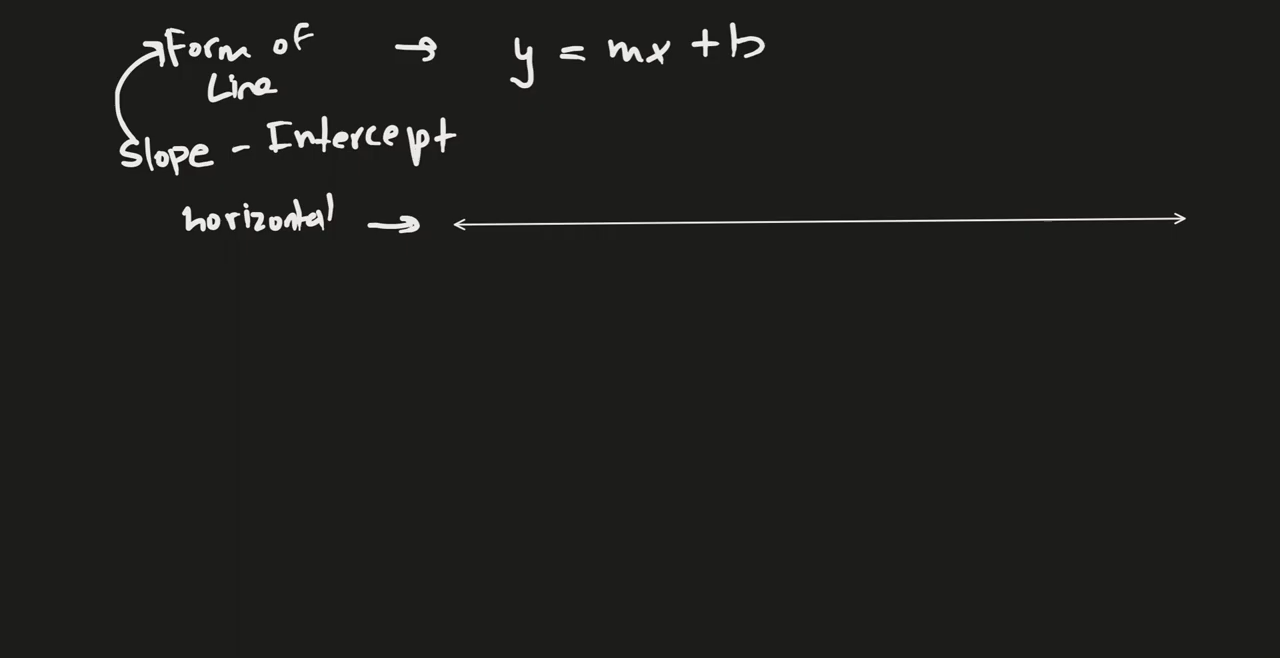 Form of → y = mx + b
Line
Slope - Intercept
horizontal →